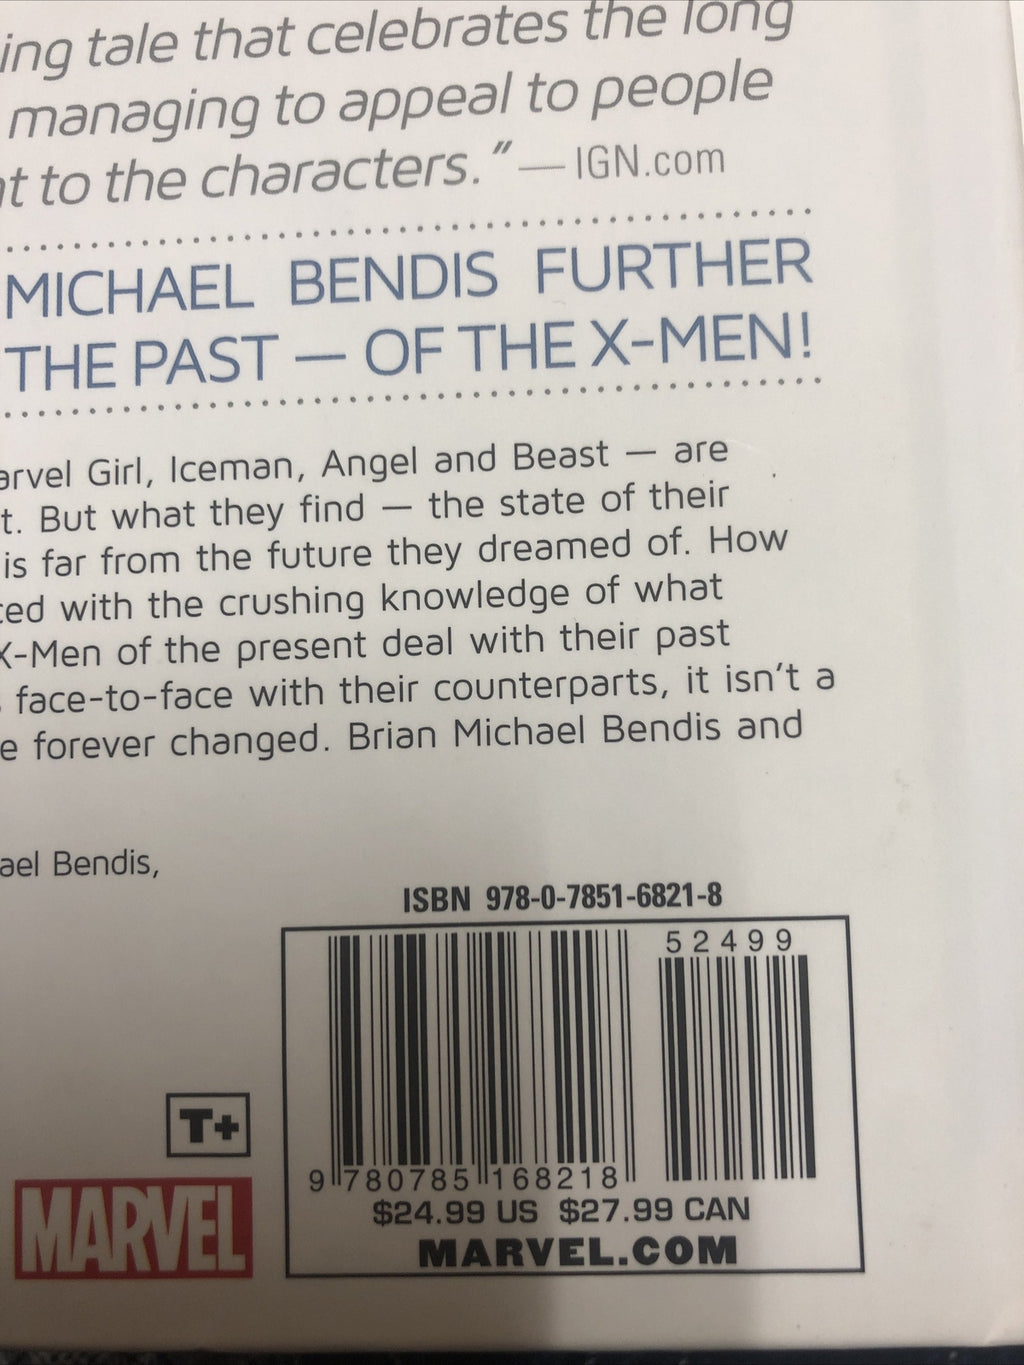 ing tale that celebrates the long
managing to appeal to people
to the characters." — IGN.com
MICHAEL BENDIS FURTHER
THE PAST — OF THE X-MEN!
arvel Girl, Iceman, Angel and Beast — are
t. But what they find — the state of their
is far from the future they dreamed of. How
ced with the crushing knowledge of what
X-Men of the present deal with their past
face-to-face with their counterparts, it isn't a
e forever changed. Brian Michael Bendis and
ael Bendis,
ISBN 978-0-7851-6821-8
52499
9 780785 168218
$24.99 US $27.99 CAN
MARVEL.COM
T+
MARVEL